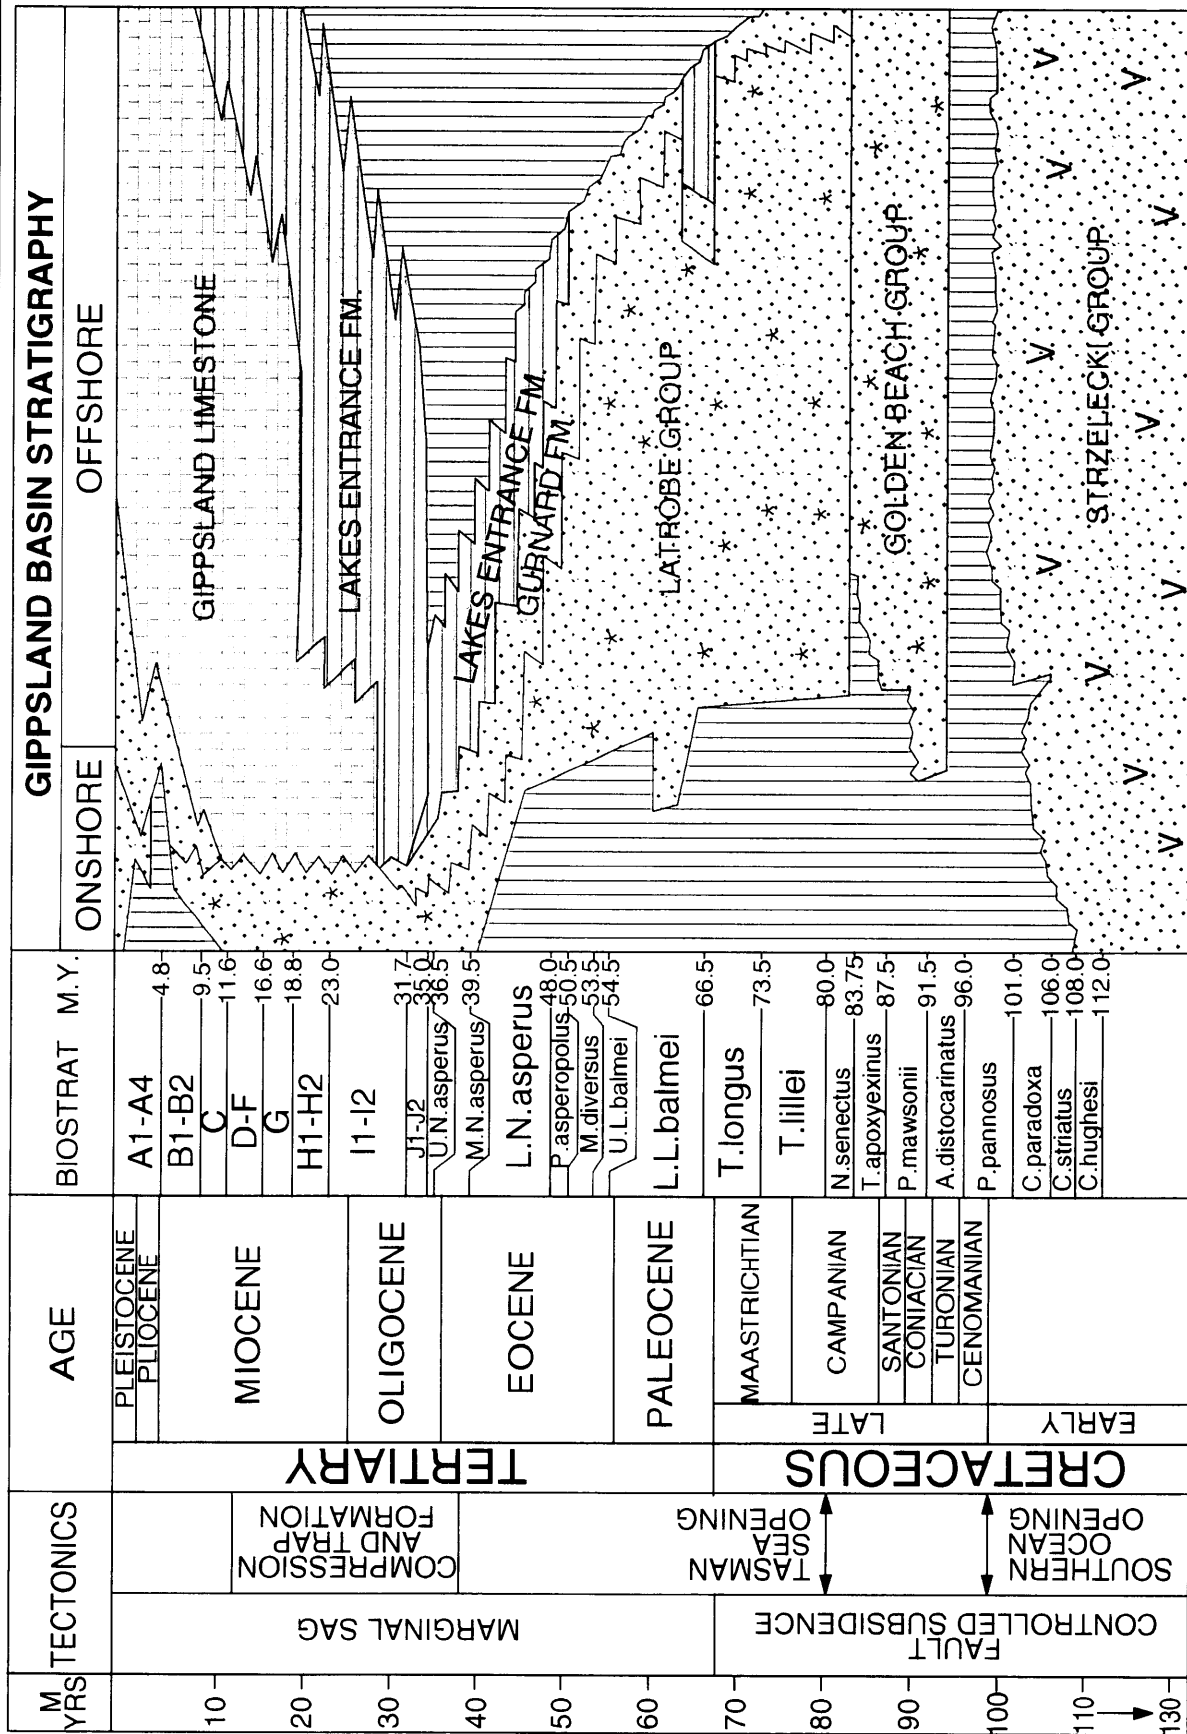 GIPPSLAND BASIN STRATIGRAPHY
M YRS
TECTONICS
AGE
BIOSTRAT M.Y.
ONSHORE
OFFSHORE
10
20
30
40
50
60
70
80
90
100
110
130
MARGINAL SAG
FAULT
CONTROLLED SUBSIDENCE
COMPRESSION
AND TRAP
FORMATION
TASMAN
SEA
OPENING
SOUTHERN
OCEAN
OPENING
TERTIARY
CRETACEOUS
LATE
EARLY
PLEISTOCENE
PLIOCENE
MIOCENE
OLIGOCENE
EOCENE
PALEOCENE
MAASTRICHTIAN
CAMPANIAN
SANTONIAN
CONIACIAN
TURONIAN
CENOMANIAN
A1-A4
4.8
B1-B2
9.5
C
11.6
D-F
16.6
G
18.8
H1-H2
23.0
I1-I2
31.7
J1-J2
35.0
U.N.asperus
36.5
M.N.asperus
39.5
L.N.asperus
48.0
P.asperopolus
50.5
M.diversus
53.5
U.L.balmei
54.5
L.L.balmei
66.5
T.longus
73.5
T.lillei
80.0
N.senectus
83.75
T.apoxyexinus
87.5
P.mawsonii
91.5
A.distocarinatus
96.0
P.pannosus
101.0
C.paradoxa
106.0
C.striatus
108.0
C.hughesi
112.0
GIPPSLAND LIMESTONE
LAKES ENTRANCE FM.
LAKES ENTRANCE FM.
GURNARD FM.
LATROBE GROUP
GOLDEN BEACH GROUP
STRZELECKI GROUP